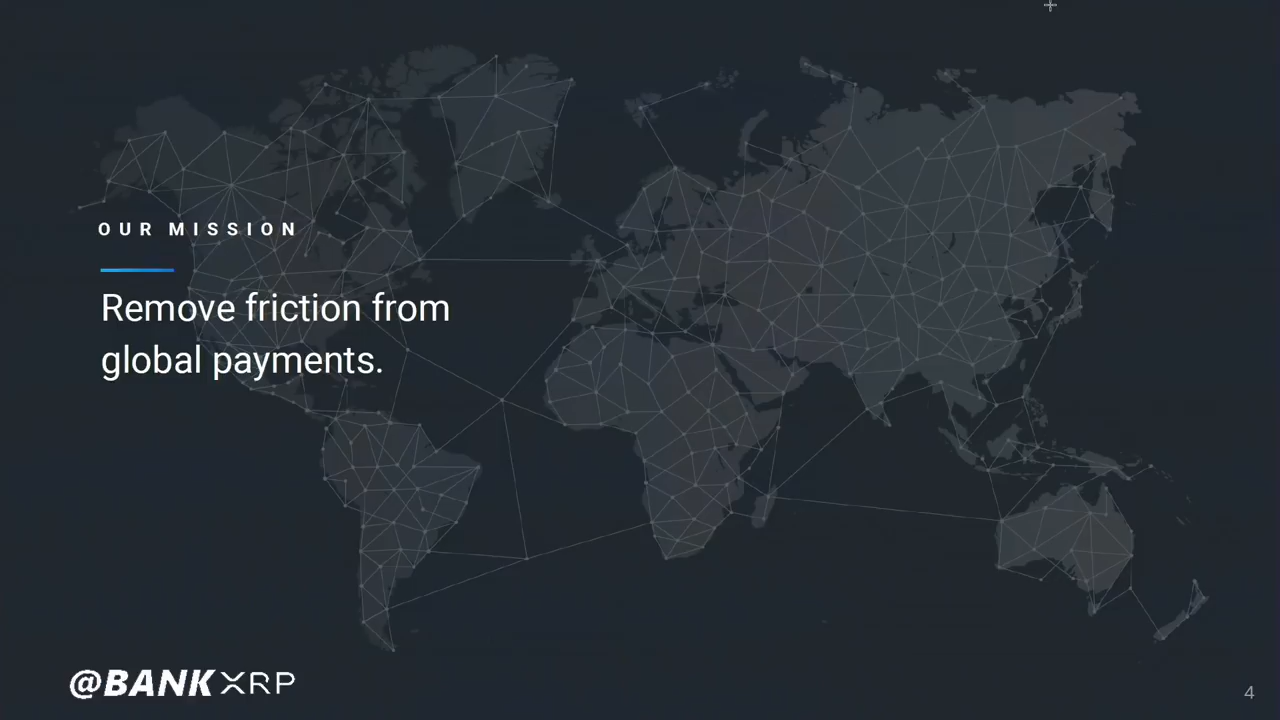 OUR MISSION
Remove friction from
global payments.
@BANKXRP
4